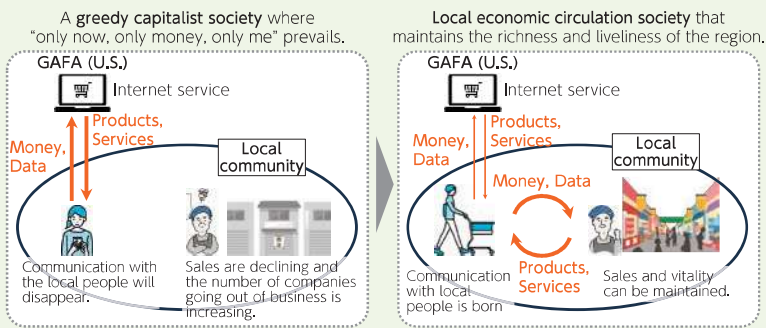 A greedy capitalist society where
“only now, only money, only me” prevails.
GAFA (U.S.)
Internet service
Products,
Services
Money,
Data
Local
community
Communication with
the local people will
disappear.
Sales are declining and
the number of companies
going out of business is
increasing.
Local economic circulation society that
maintains the richness and liveliness of the region.
GAFA (U.S.)
Internet service
Products,
Services
Money,
Data
Local
community
Money, Data
Products,
Services
Communication
with local
people is born
Sales and vitality
can be maintained.